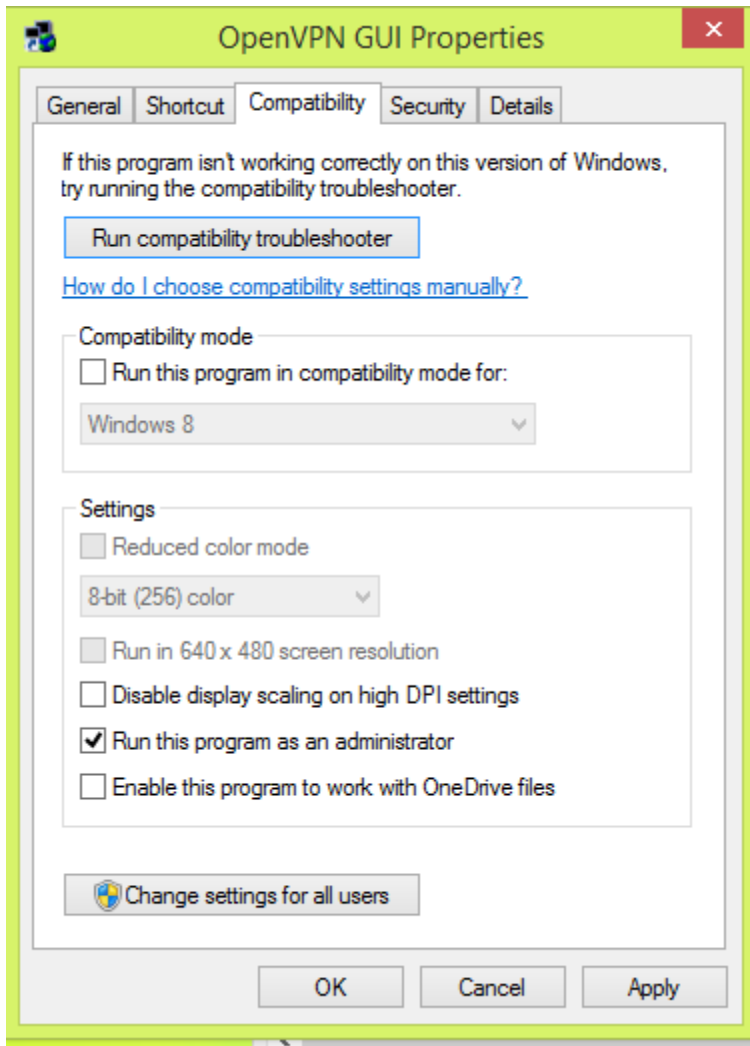 OpenVPN GUI Properties
General Shortcut Compatibility Security Details
If this program isn't working correctly on this version of Windows,
try running the compatibility troubleshooter.
Run compatibility troubleshooter
How do I choose compatibility settings manually?
Compatibility mode
Run this program in compatibility mode for:
Windows 8
Settings
Reduced color mode
8-bit (256) color
Run in 640 x 480 screen resolution
Disable display scaling on high DPI settings
Run this program as an administrator
Enable this program to work with OneDrive files
Change settings for all users
OK Cancel Apply